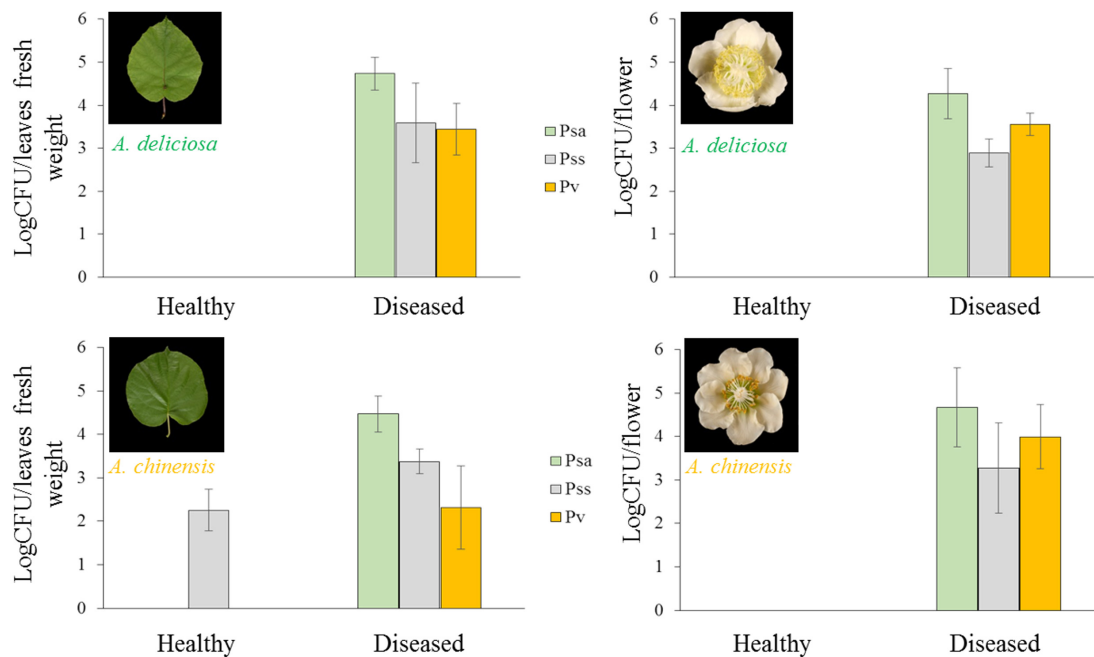 LogCFU/leaves fresh
weight
6
5
4
3
2
1
0
A. deliciosa
Healthy
Diseased
Psa
Pss
Pv
LogCFU/flower
6
5
4
3
2
1
0
A. deliciosa
Healthy
Diseased
LogCFU/leaves fresh
weight
6
5
4
3
2
1
0
A. chinensis
Healthy
Diseased
Psa
Pss
Pv
LogCFU/flower
6
5
4
3
2
1
0
A. chinensis
Healthy
Diseased